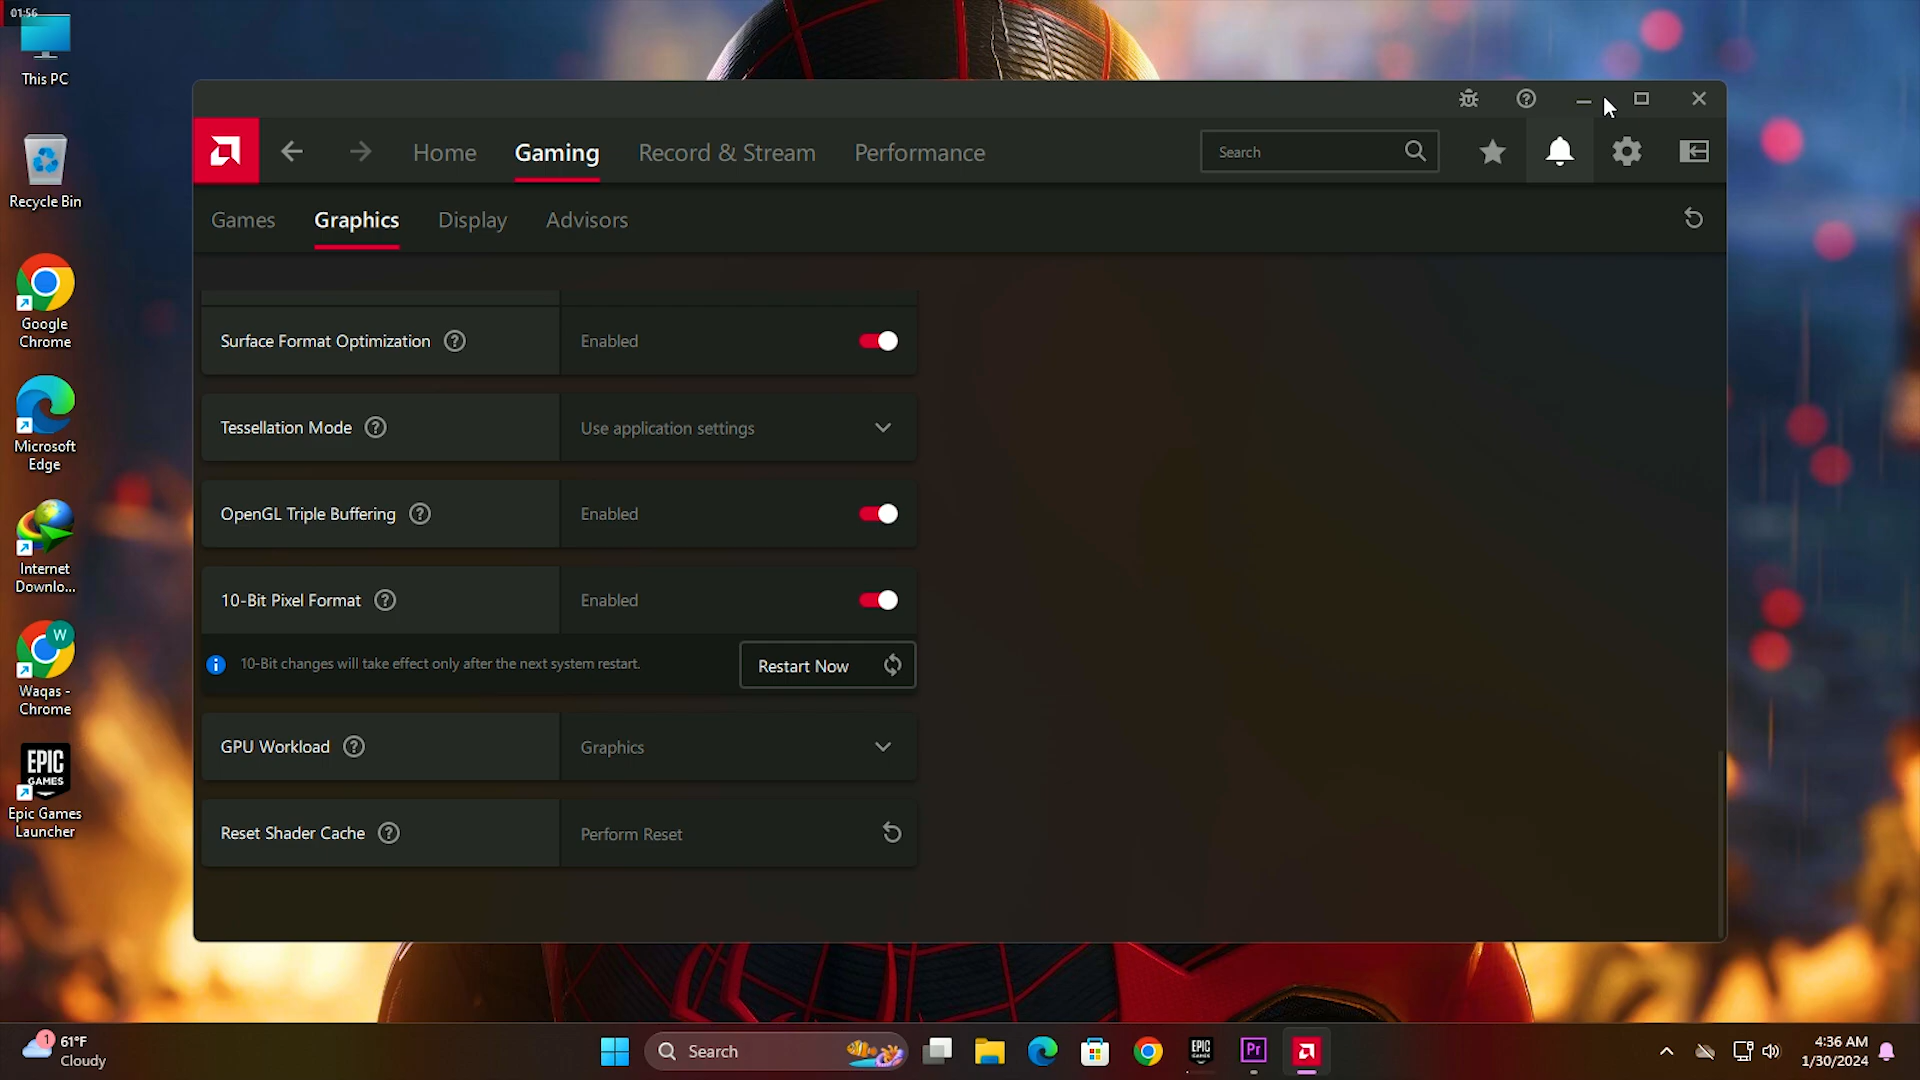 01:56
This PC
Recycle Bin
Google
Chrome
Microsoft
Edge
Internet
Downlo...
W
Waqas -
Chrome
EPIC
GAMES
Epic Games
Launcher
Home
Gaming
Record & Stream
Performance
Search
Games
Graphics
Display
Advisors
Surface Format Optimization
Enabled
Tessellation Mode
Use application settings
OpenGL Triple Buffering
Enabled
10-Bit Pixel Format
Enabled
10-Bit changes will take effect only after the next system restart.
Restart Now
GPU Workload
Graphics
Reset Shader Cache
Perform Reset
1
61°F
Cloudy
Search
EPIC
GAMES
Pr
4:36 AM
1/30/2024